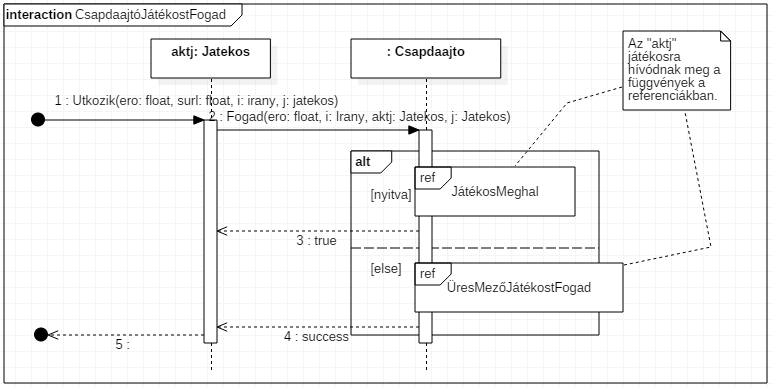 interaction CsapdaajtóJátékostFogad
aktj: Jatekos
: Csapdaajto
Az "aktj"
játékosra
hívódnak meg a
függvények a
referenciákban.
1 : Utkozik(ero: float, surl: float, i: irany, j: jatekos)
2 : Fogad(ero: float, i: Irany, aktj: Jatekos, j: Jatekos)
alt
ref
[nyitva]
JátékosMeghal
3 : true
[else]
ref
ÜresMezőJátékostFogad
4 : success
5 :